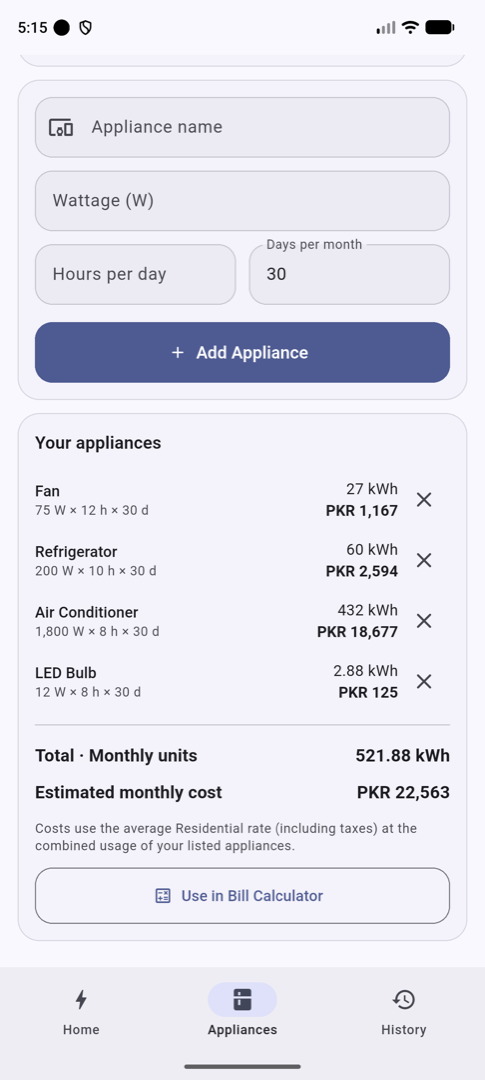 5:15
Appliance name
Wattage (W)
Hours per day
Days per month
30
+ Add Appliance
Your appliances
Fan
27 kWh
75 W × 12 h × 30 d
PKR 1,167
Refrigerator
60 kWh
200 W × 10 h × 30 d
PKR 2,594
Air Conditioner
432 kWh
1,800 W × 8 h × 30 d
PKR 18,677
LED Bulb
2.88 kWh
12 W × 8 h × 30 d
PKR 125
Total · Monthly units
521.88 kWh
Estimated monthly cost
PKR 22,563
Costs use the average Residential rate (including taxes) at the
combined usage of your listed appliances.
Use in Bill Calculator
Home
Appliances
History